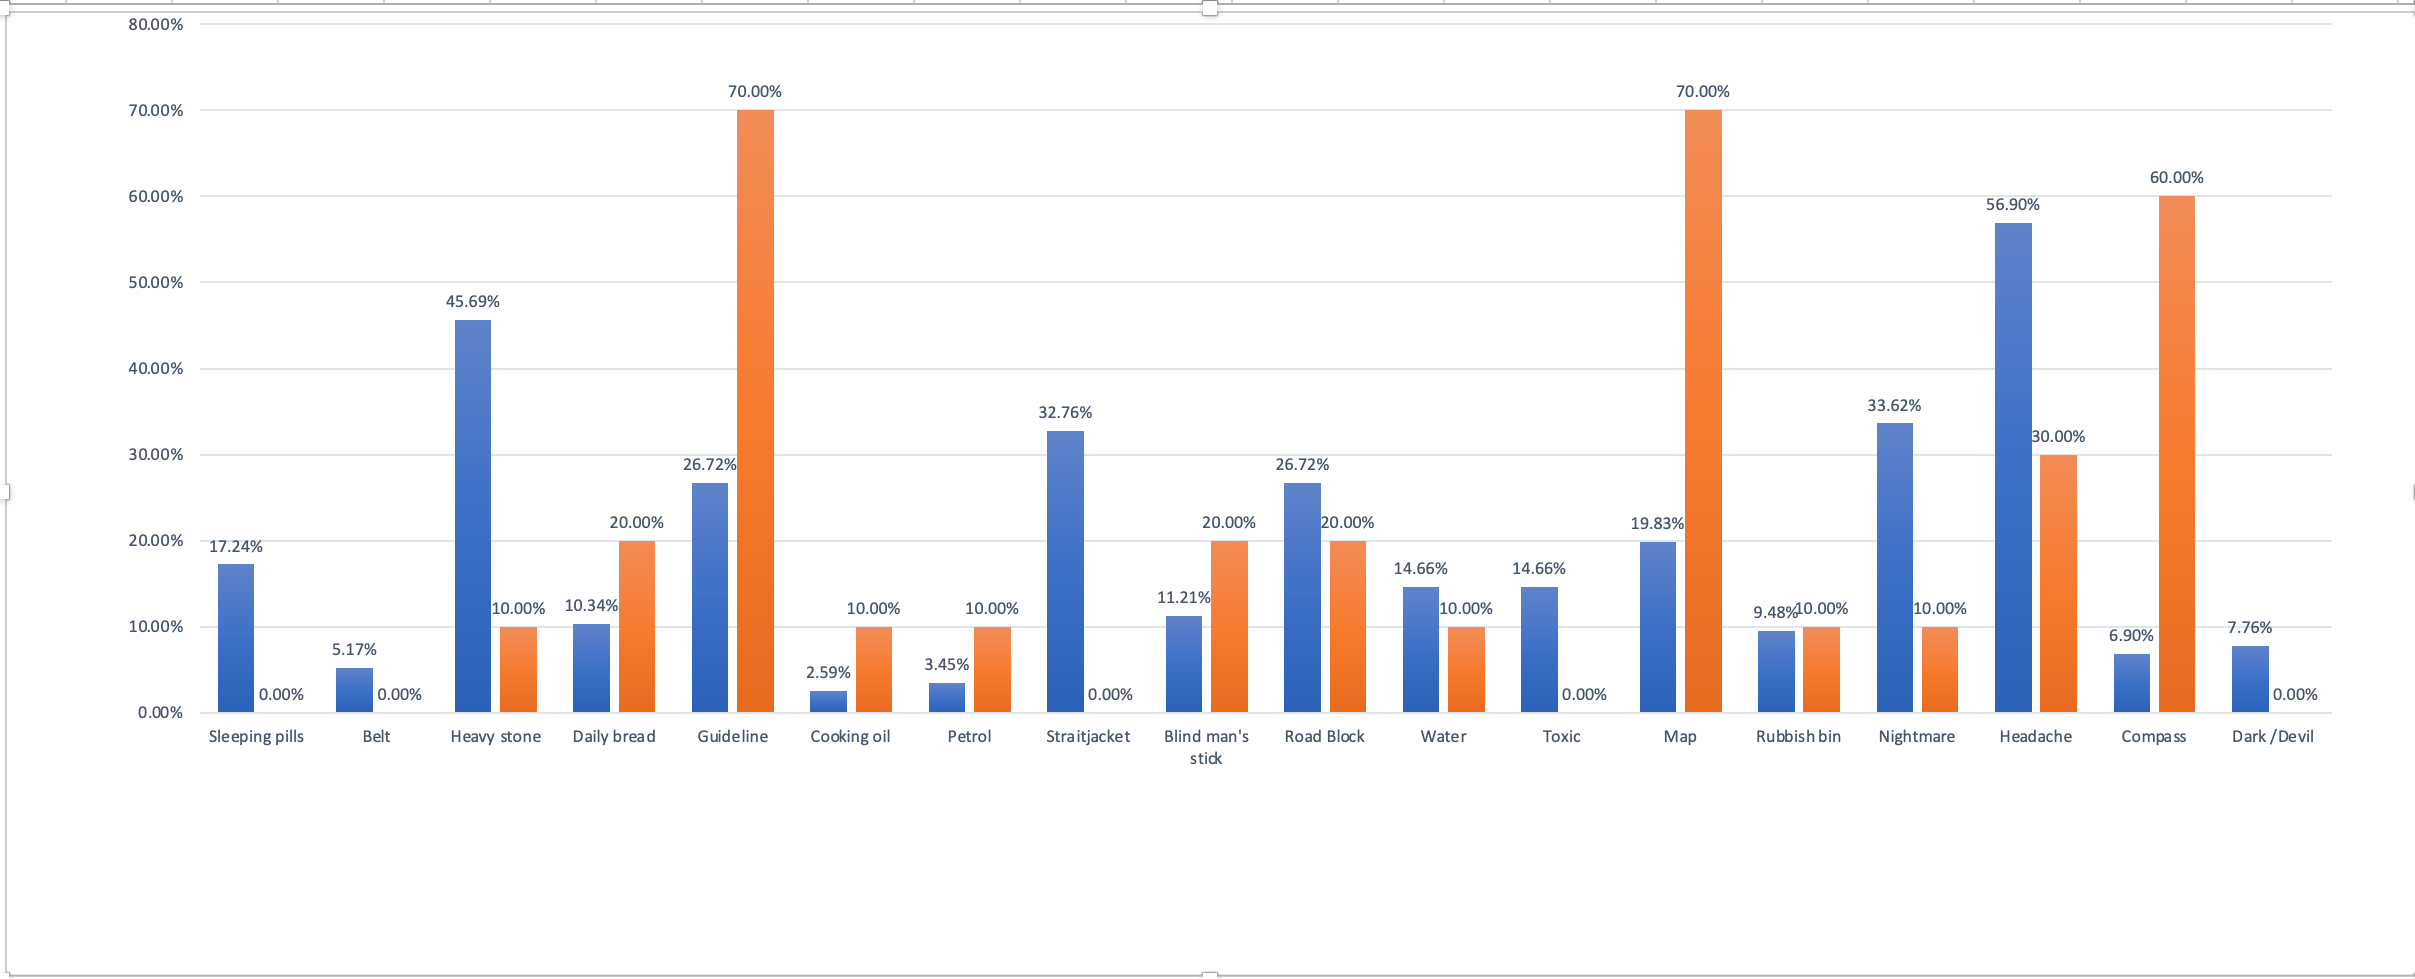 80.00%
70.00%
60.00%
50.00%
40.00%
30.00%
20.00%
10.00%
0.00%
17.24%
0.00%
5.17%
0.00%
45.69%
10.00%
10.34%
20.00%
26.72%
70.00%
2.59%
10.00%
3.45%
10.00%
32.76%
0.00%
11.21%
20.00%
26.72%
20.00%
14.66%
10.00%
14.66%
0.00%
19.83%
70.00%
9.48%
10.00%
33.62%
10.00%
56.90%
30.00%
6.90%
60.00%
7.76%
0.00%
Sleeping pills
Belt
Heavy stone
Daily bread
Guideline
Cooking oil
Petrol
Straitjacket
Blind man's
stick
Road Block
Water
Toxic
Map
Rubbish bin
Nightmare
Headache
Compass
Dark /Devil